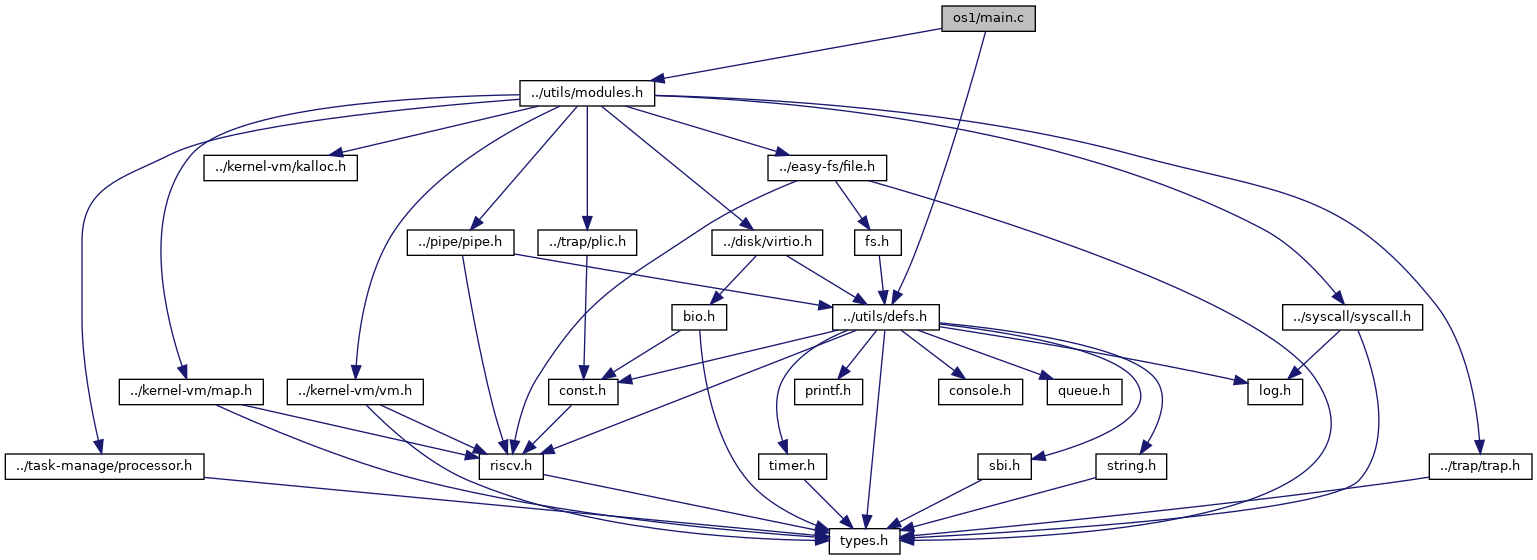 os1/main.c
../utils/modules.h
../kernel-vm/kalloc.h
../easy-fs/file.h
../pipe/pipe.h
../trap/plic.h
../disk/virtio.h
fs.h
bio.h
../utils/defs.h
../syscall/syscall.h
../kernel-vm/map.h
../kernel-vm/vm.h
const.h
printf.h
console.h
queue.h
log.h
../task-manage/processor.h
riscv.h
timer.h
sbi.h
string.h
../trap/trap.h
types.h